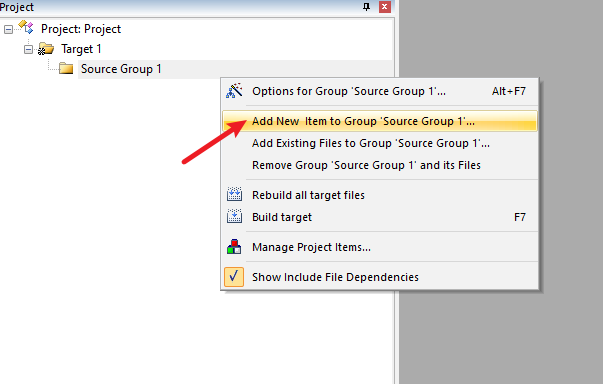 Project
Project: Project
Target 1
Source Group 1
Options for Group 'Source Group 1'... Alt+F7
Add New  Item to Group 'Source Group 1'...
Add Existing Files to Group 'Source Group 1'...
Remove Group 'Source Group 1' and its Files
Rebuild all target files
Build target F7
Manage Project Items...
Show Include File Dependencies